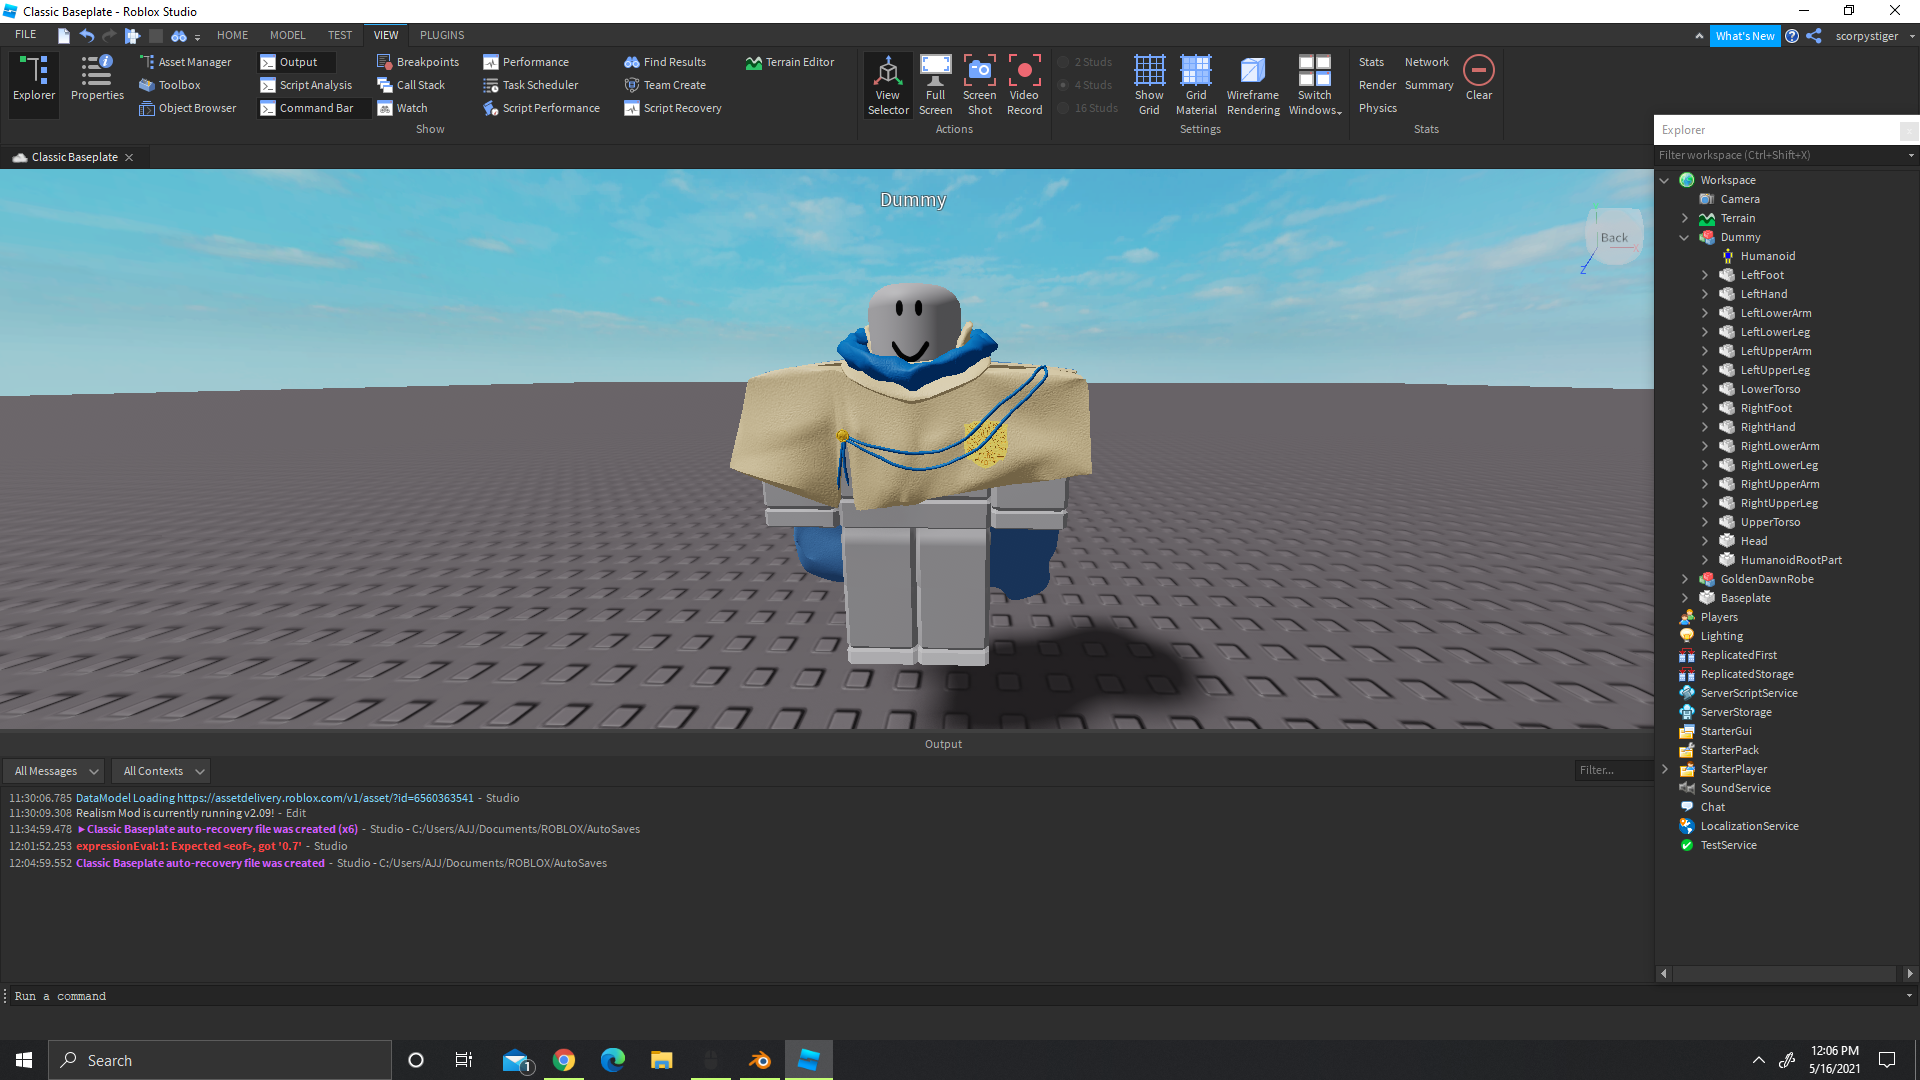 Classic Baseplate - Roblox Studio
FILE HOME MODEL TEST VIEW PLUGINS What's New scorpystiger
Explorer
Properties
Asset Manager
Toolbox
Object Browser
Output
Script Analysis
Command Bar
Breakpoints
Call Stack
Watch
Performance
Task Scheduler
Script Performance
Find Results
Team Create
Script Recovery
Terrain Editor
Show
View
Selector
Full
Screen
Screen
Shot
Video
Record
Actions
2 Studs
4 Studs
16 Studs
Show
Grid
Grid
Material
Wireframe
Rendering
Switch
Windows
Settings
Stats Network
Render Summary
Physics
Clear
Stats
Classic Baseplate
Dummy
Back
X
Z
Explorer
Filter workspace (Ctrl+Shift+X)
Workspace
Camera
Terrain
Dummy
Humanoid
LeftFoot
LeftHand
LeftLowerArm
LeftLowerLeg
LeftUpperArm
LeftUpperLeg
LowerTorso
RightFoot
RightHand
RightLowerArm
RightLowerLeg
RightUpperArm
RightUpperLeg
UpperTorso
Head
HumanoidRootPart
GoldenDawnRobe
Baseplate
Players
Lighting
ReplicatedFirst
ReplicatedStorage
ServerScriptService
ServerStorage
StarterGui
StarterPack
StarterPlayer
SoundService
Chat
LocalizationService
TestService
Output
All Messages All Contexts Filter...
11:30:06.785 DataModel Loading https://assetdelivery.roblox.com/v1/asset/?id=6560363541 - Studio
11:30:09.308 Realism Mod is currently running v2.09! - Edit
11:34:59.478 Classic Baseplate auto-recovery file was created (x6) - Studio - C:/Users/AJJ/Documents/ROBLOX/AutoSaves
12:01:52.253 expressionEval:1: Expected <eof>, got '0.7' - Studio
12:04:59.552 Classic Baseplate auto-recovery file was created - Studio - C:/Users/AJJ/Documents/ROBLOX/AutoSaves
Run a command
Search
1
12:06 PM
5/16/2021